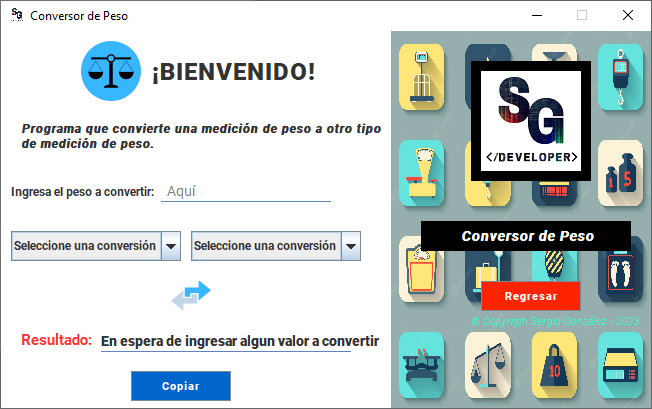 Conversor de Peso
¡BIENVENIDO!
Programa que convierte una medición de peso a otro tipo
de medición de peso.
Ingresa el peso a convertir:
Aquí
Seleccione una conversión
Seleccione una conversión
Resultado:
En espera de ingresar algun valor a convertir
Copiar
SG
</DEVELOPER>
1
5
Conversor de Peso
Regresar
© Copyrigth Sergio González - 2023
10